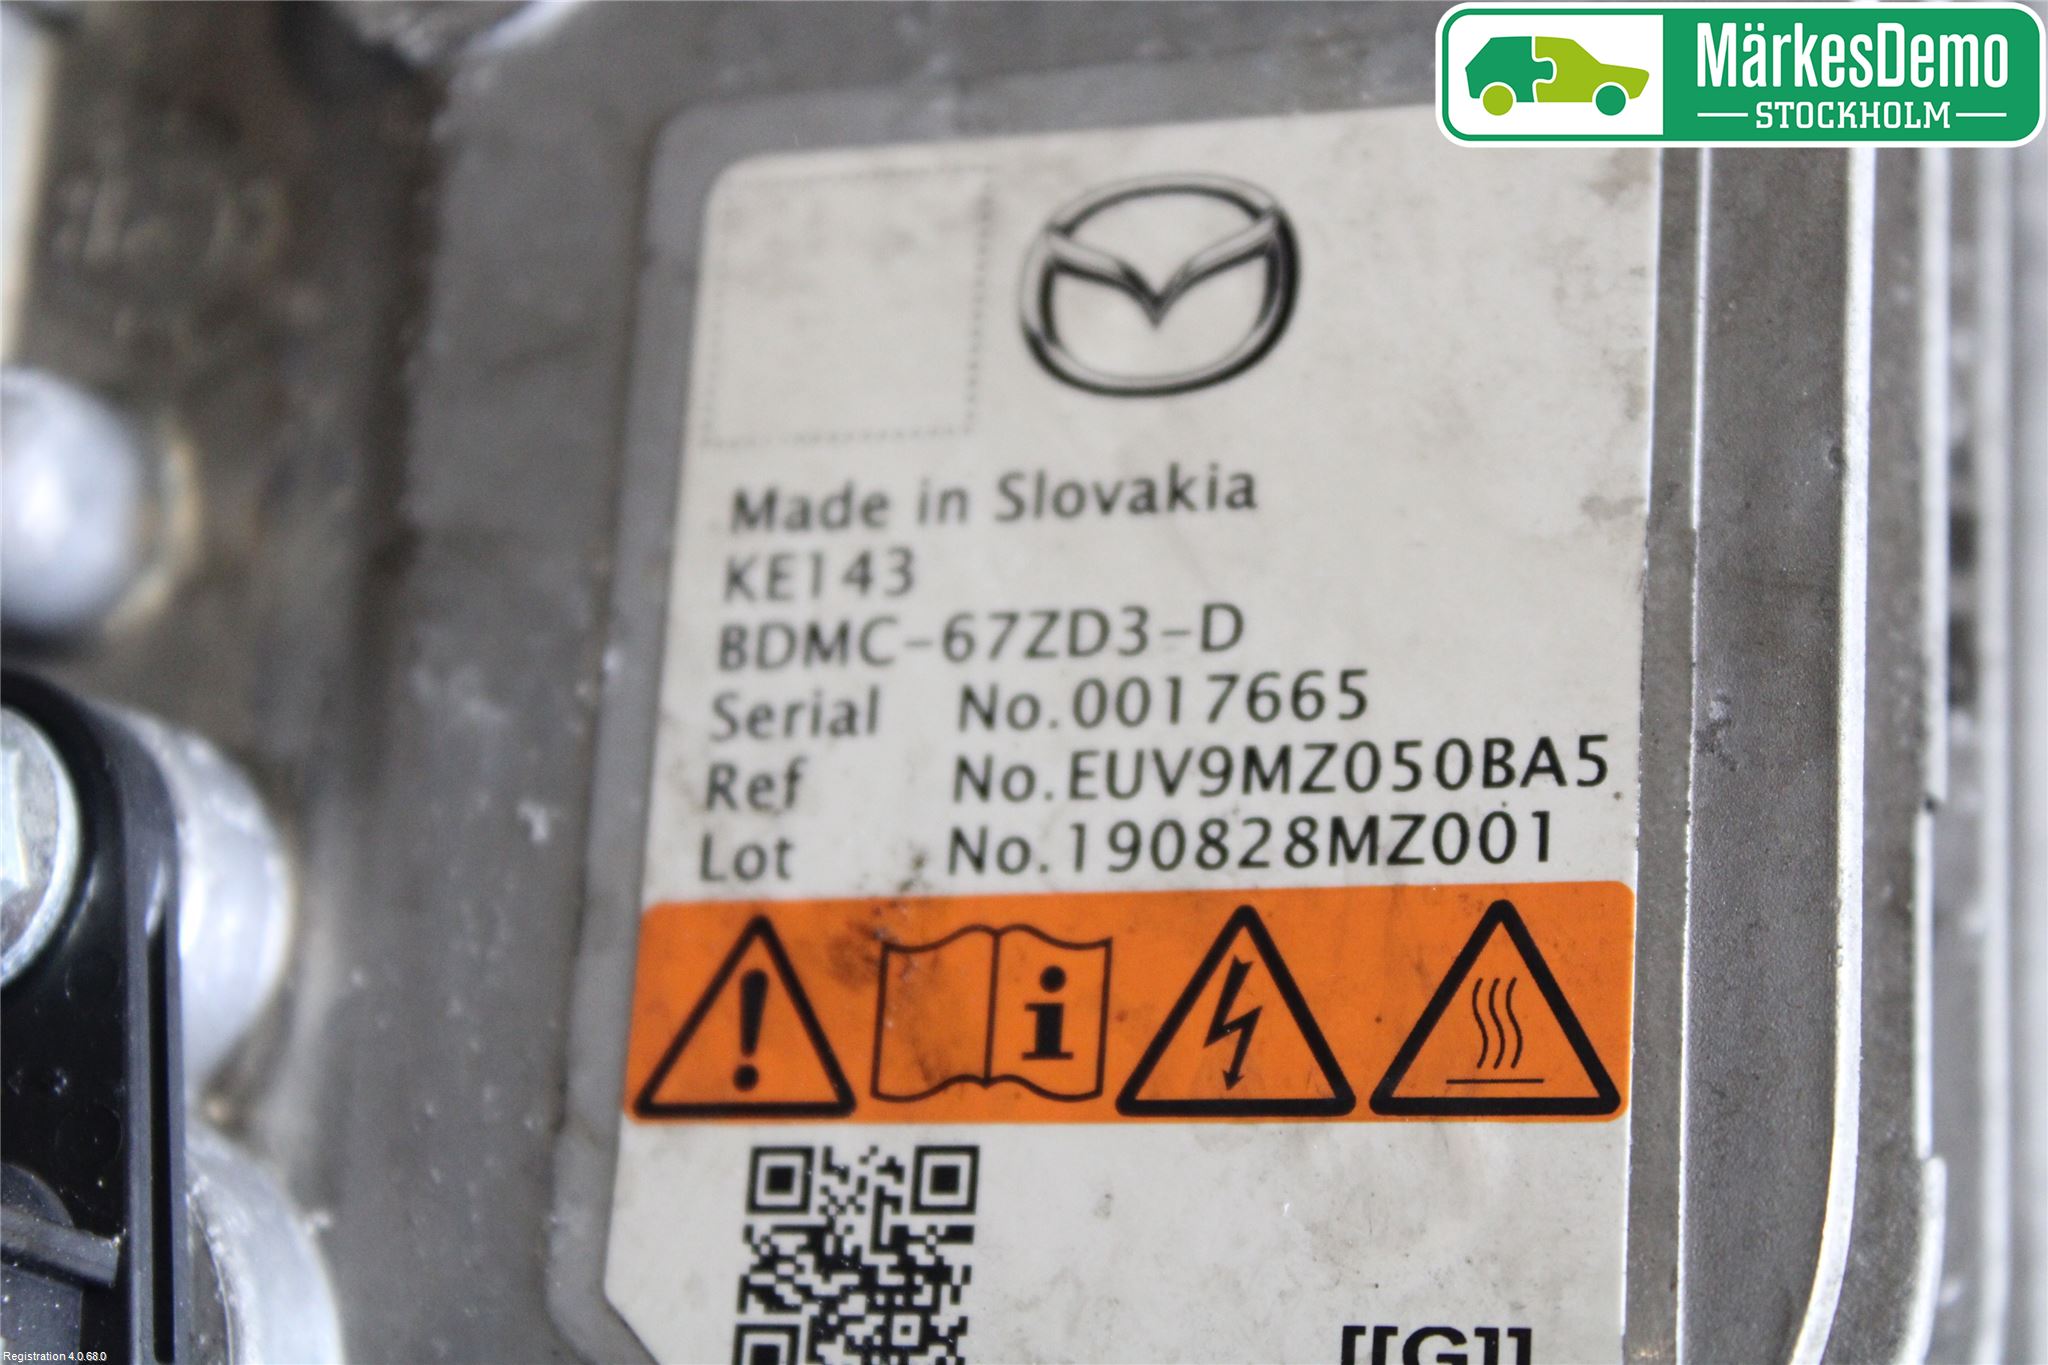 MärkesDemo
STOCKHOLM
Made in Slovakia
KE143
BDMC-67ZD3-D
Serial No.0017665
Ref No.EUV9MZ050BA5
Lot No.190828MZ001
[[G]]
Registration 4.0.68.0